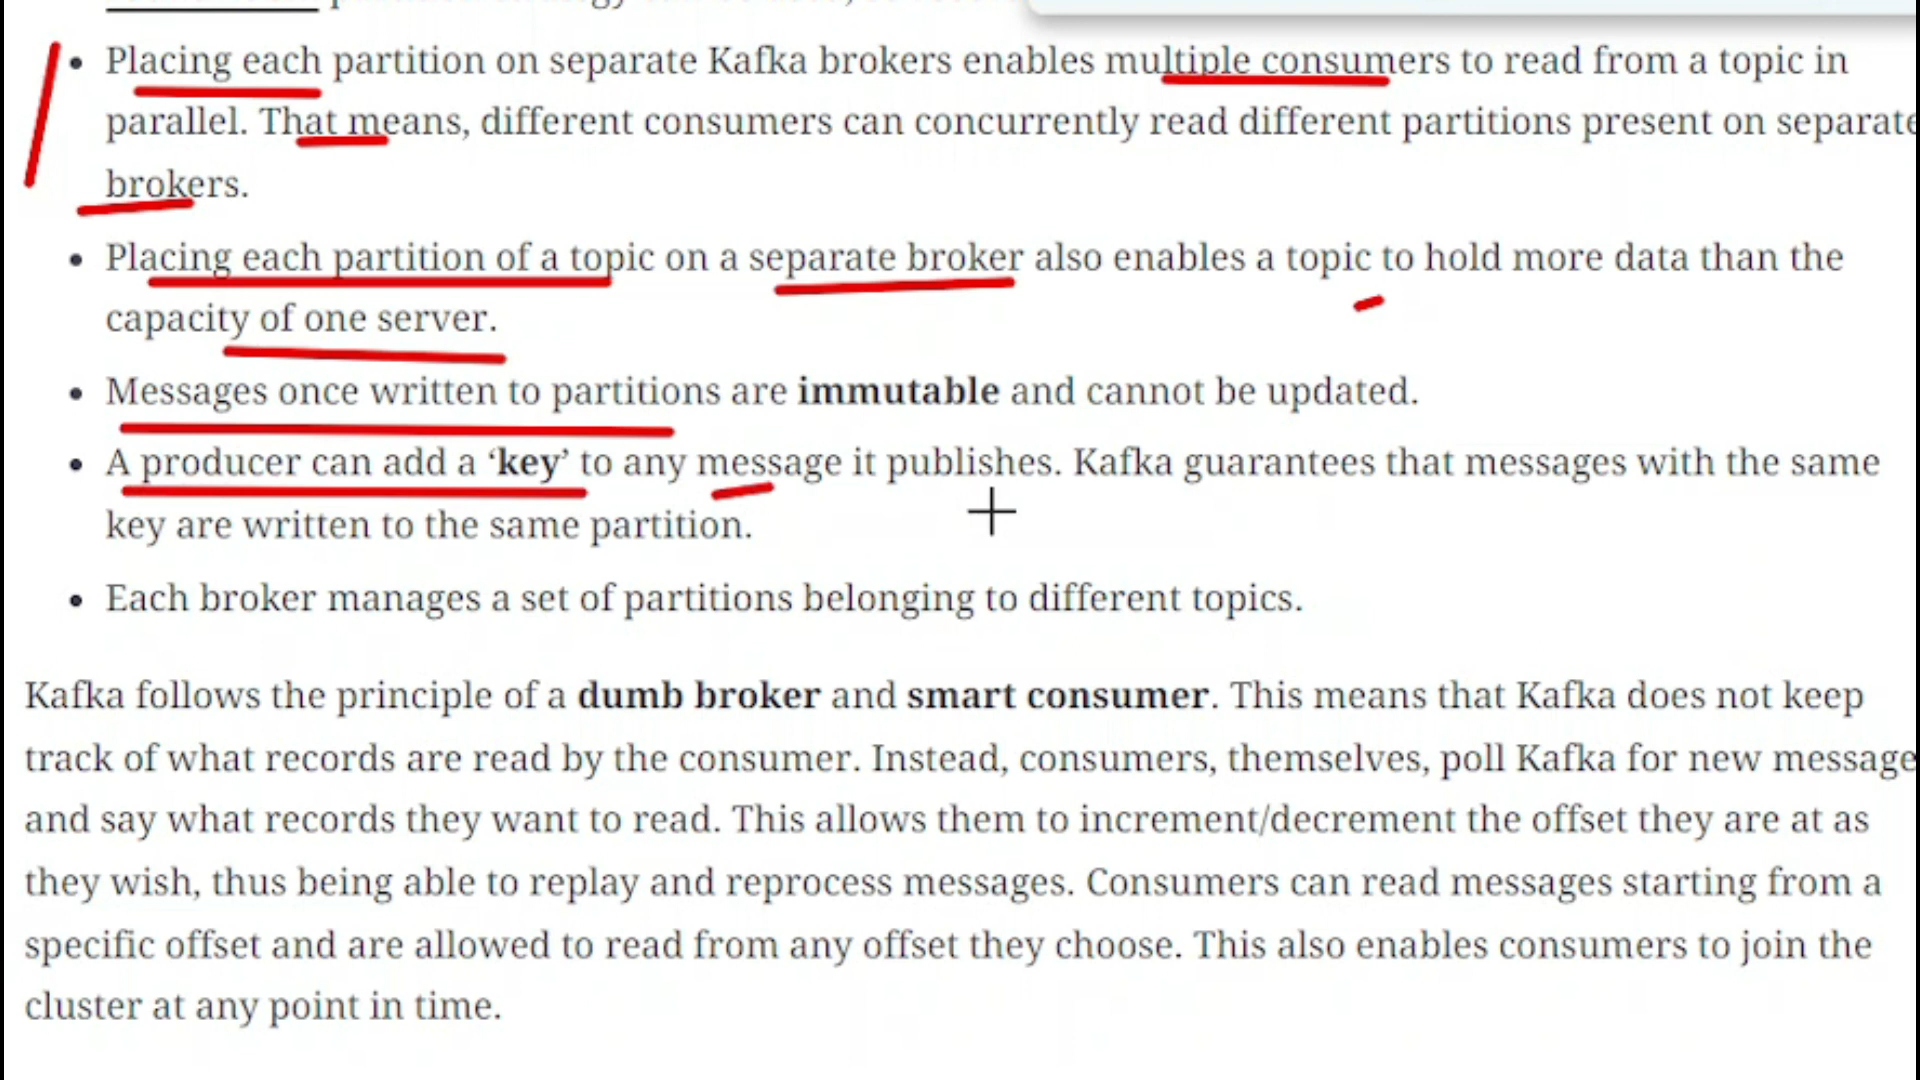 • Placing each partition on separate Kafka brokers enables multiple consumers to read from a topic in
parallel. That means, different consumers can concurrently read different partitions present on separate
brokers.
• Placing each partition of a topic on a separate broker also enables a topic to hold more data than the
capacity of one server.
• Messages once written to partitions are immutable and cannot be updated.
• A producer can add a ‘key’ to any message it publishes. Kafka guarantees that messages with the same
key are written to the same partition.
• Each broker manages a set of partitions belonging to different topics.
Kafka follows the principle of a dumb broker and smart consumer. This means that Kafka does not keep
track of what records are read by the consumer. Instead, consumers, themselves, poll Kafka for new message
and say what records they want to read. This allows them to increment/decrement the offset they are at as
they wish, thus being able to replay and reprocess messages. Consumers can read messages starting from a
specific offset and are allowed to read from any offset they choose. This also enables consumers to join the
cluster at any point in time.